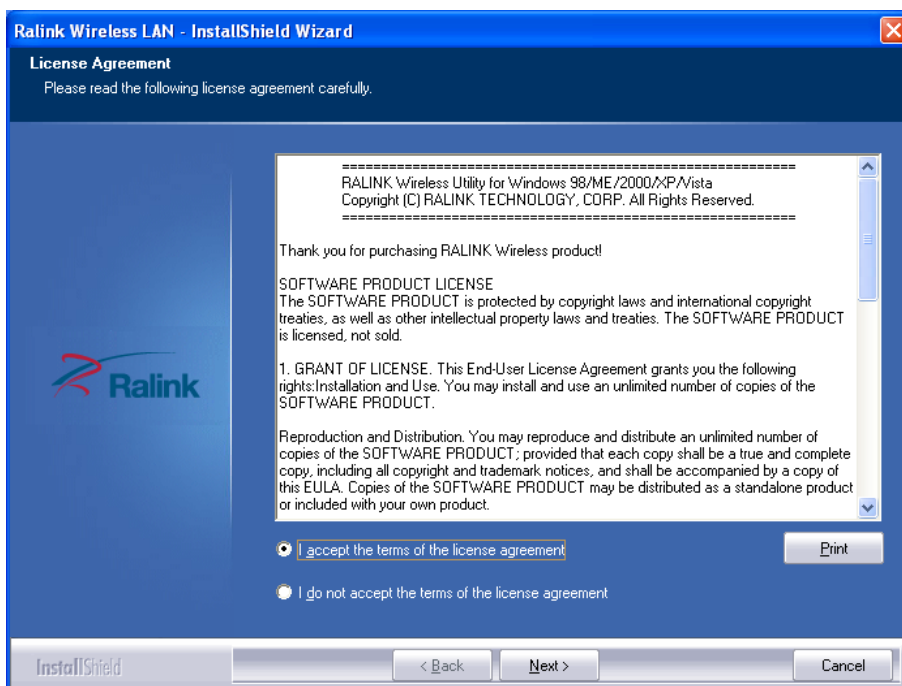 Ralink Wireless LAN - InstallShield Wizard
License Agreement
Please read the following license agreement carefully.
===========================================================
RALINK Wireless Utility for Windows 98/ME/2000/XP/Vista
Copyright (C) RALINK TECHNOLOGY, CORP. All Rights Reserved.
===========================================================
Thank you for purchasing RALINK Wireless product!
SOFTWARE PRODUCT LICENSE
The SOFTWARE PRODUCT is protected by copyright laws and international copyright
treaties, as well as other intellectual property laws and treaties. The SOFTWARE PRODUCT
is licensed, not sold.
1. GRANT OF LICENSE. This End-User License Agreement grants you the following
rights:Installation and Use. You may install and use an unlimited number of copies of the
SOFTWARE PRODUCT.
Reproduction and Distribution. You may reproduce and distribute an unlimited number of
copies of the SOFTWARE PRODUCT; provided that each copy shall be a true and complete
copy, including all copyright and trademark notices, and shall be accompanied by a copy of
this EULA. Copies of the SOFTWARE PRODUCT may be distributed as a standalone product
or included with your own product.
Ralink
I accept the terms of the license agreement
Print
I do not accept the terms of the license agreement
InstallShield
< Back
Next >
Cancel